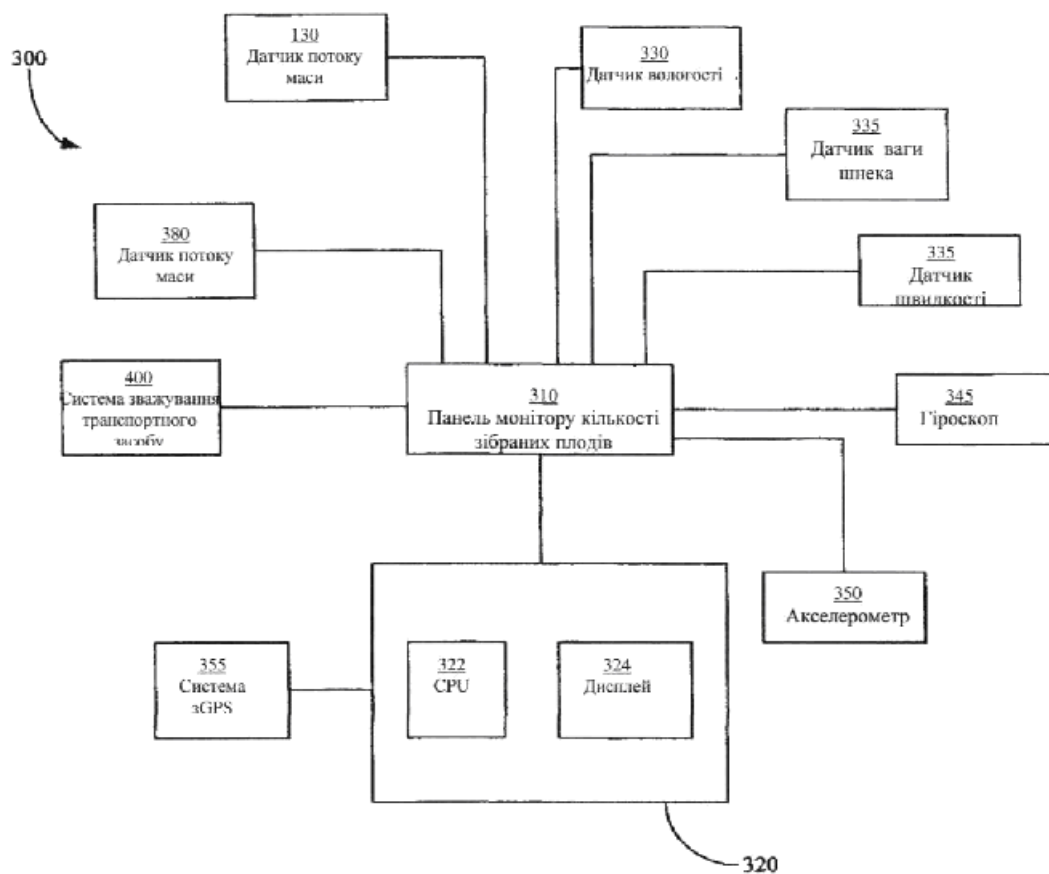 300
130
Датчик потоку
маси
330
Датчик вологості
335
Датчик ваги
шнека
380
Датчик потоку
маси
335
Датчик
швидкості
400
Система зважування
транспортного
засобу
310
Панель монітору кількості
зібраних плодів
345
Гіроскоп
350
Акселерометр
355
Система
зGPS
322
CPU
324
Дисплей
320